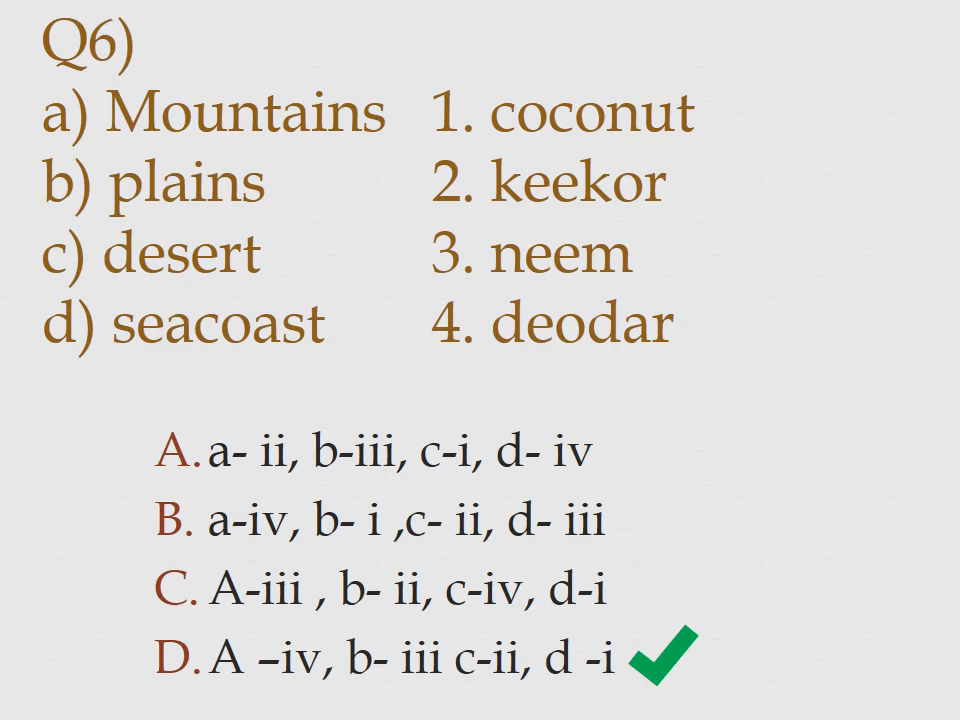 Q6)
a) Mountains 1. coconut
b) plains 2. keekor
c) desert 3. neem
d) seacoast 4. deodar
A. a- ii, b-iii, c-i, d- iv
B. a-iv, b- i ,c- ii, d- iii
C. A-iii , b- ii, c-iv, d-i
D. A –iv, b- iii c-ii, d -i